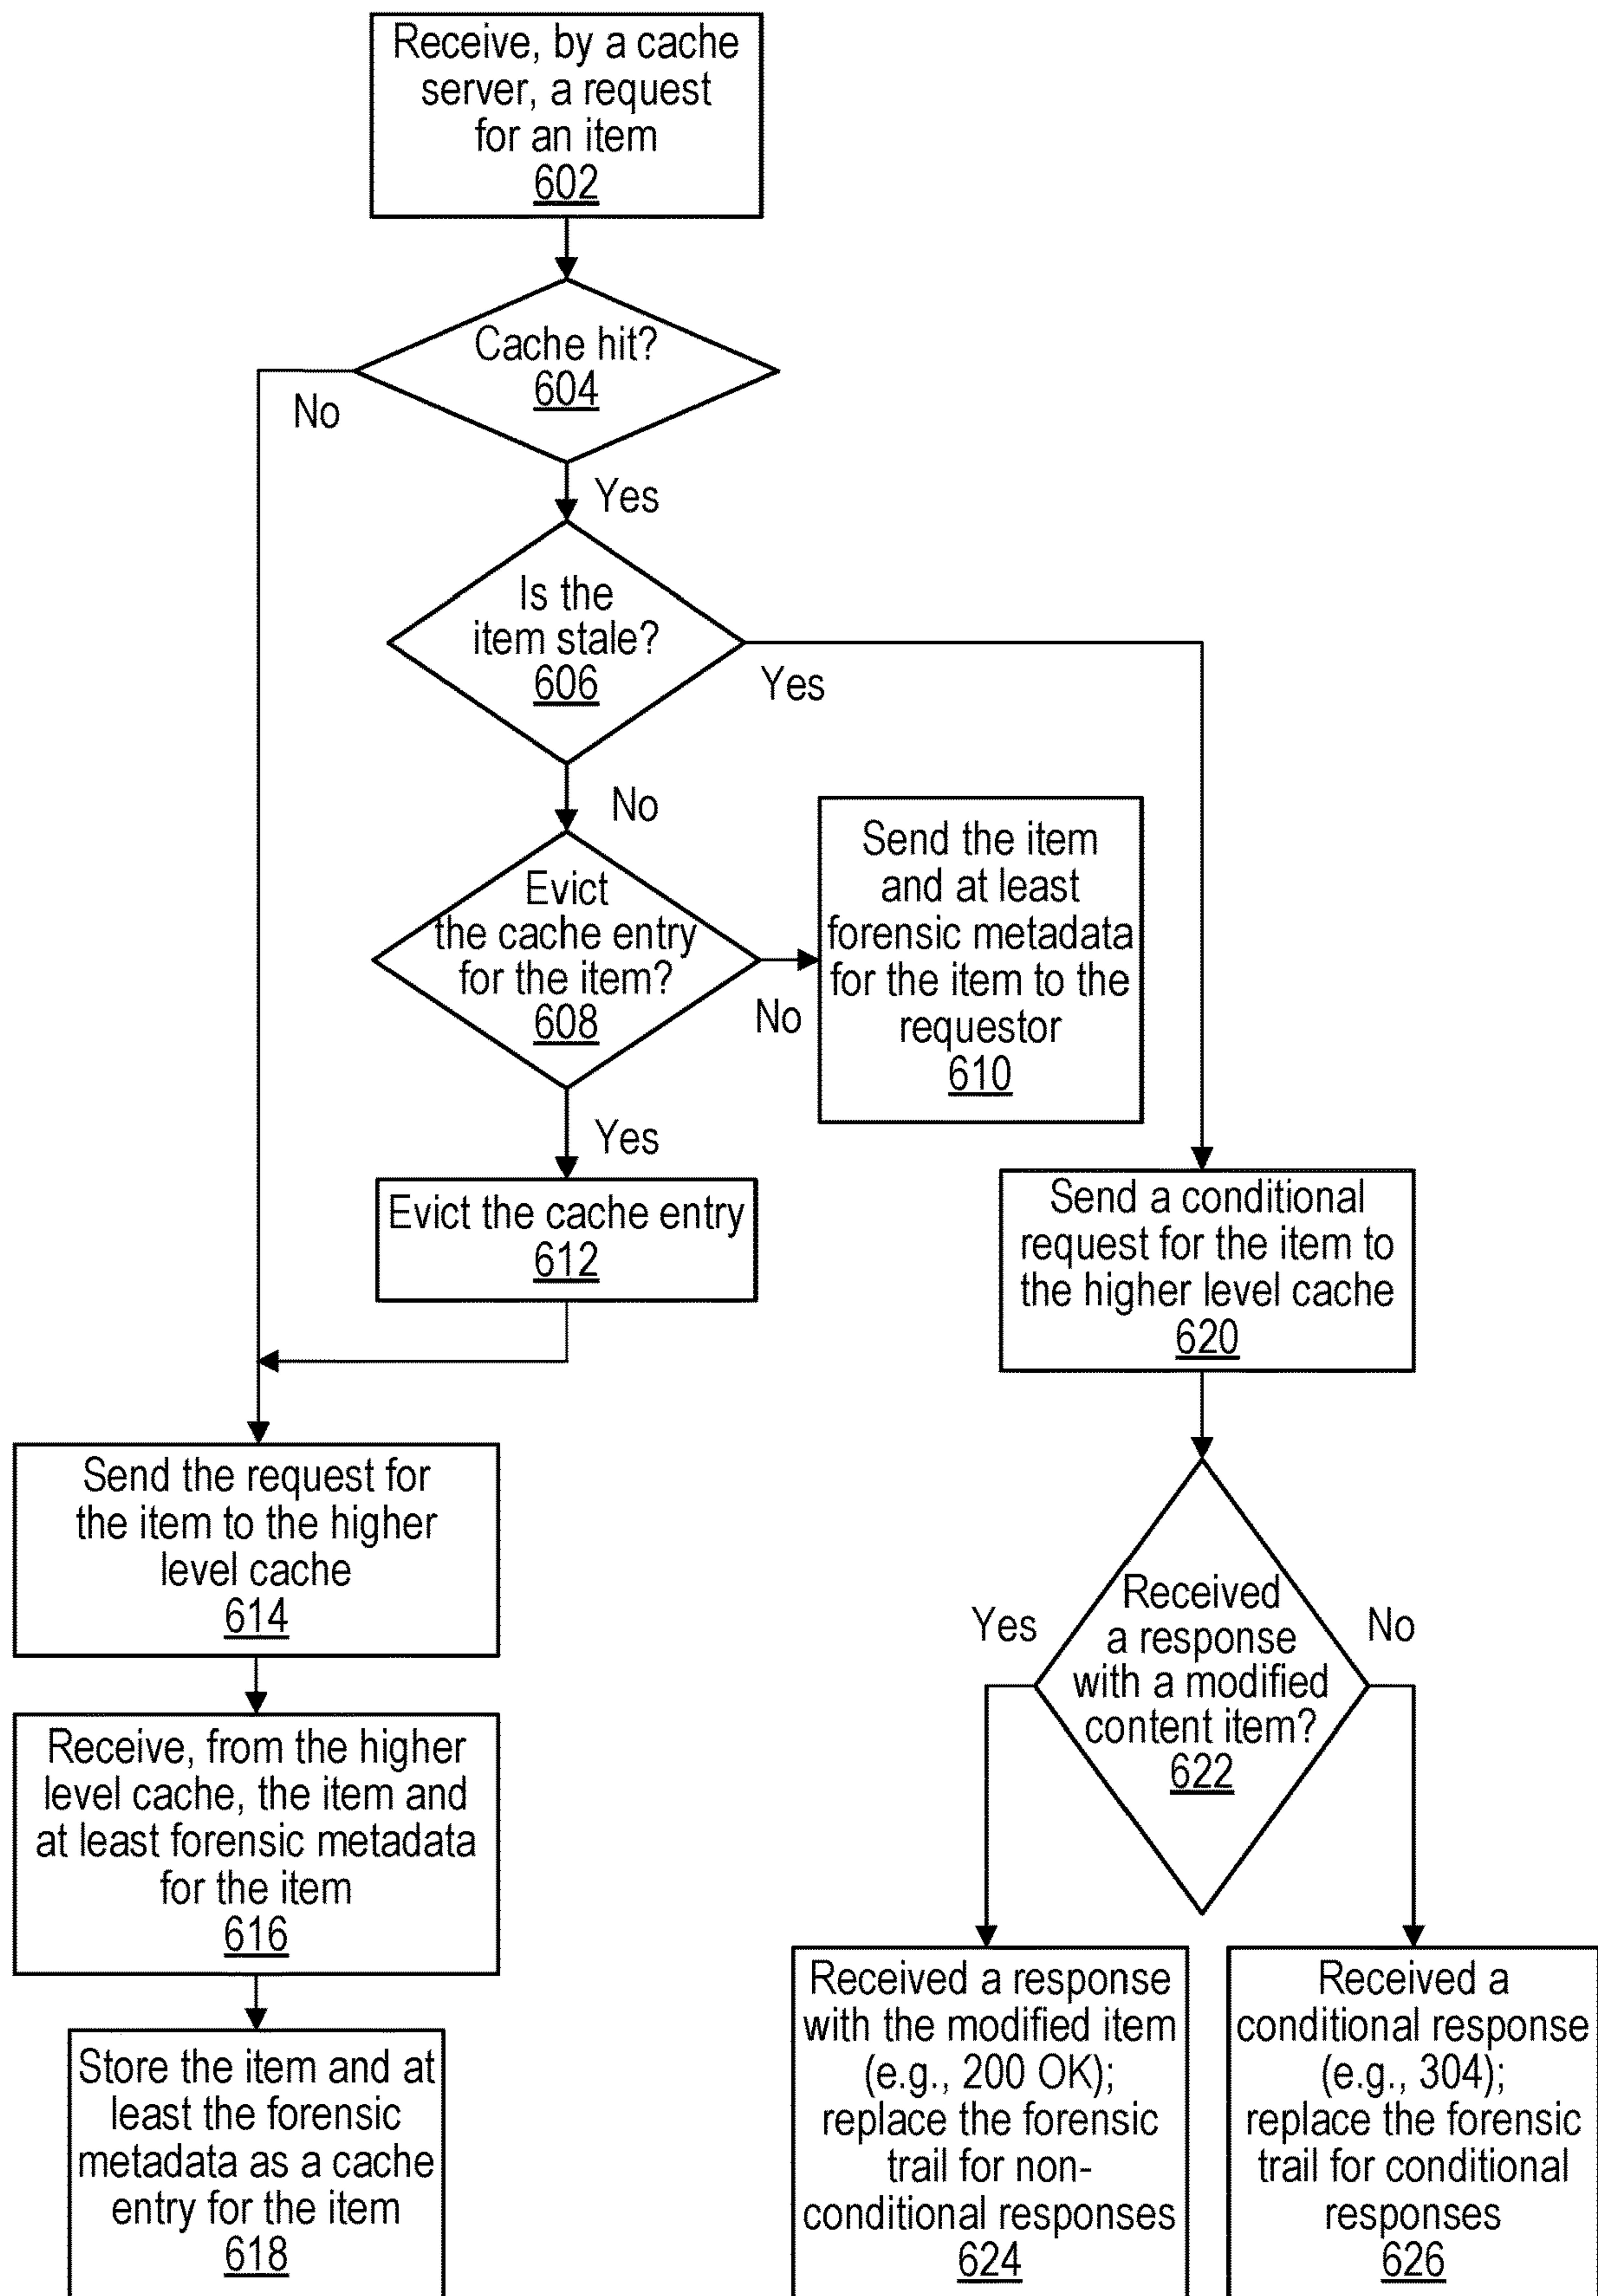 Receive, by a cache
server, a request
for an item
602
Cache hit?
604
No
Yes
Is the
item stale?
606
Yes
No
Evict
the cache entry
for the item?
608
No
Send the item
and at least
forensic metadata
for the item to the
requestor
610
Yes
Evict the cache entry
612
Send a conditional
request for the item to
the higher level cache
620
Send the request for
the item to the higher
level cache
614
Received
a response
with a modified
content item?
622
Yes
No
Receive, from the higher
level cache, the item and
at least forensic metadata
for the item
616
Store the item and at
least the forensic
metadata as a cache
entry for the item
618
Received a response
with the modified item
(e.g., 200 OK);
replace the forensic
trail for non-
conditional responses
624
Received a
conditional response
(e.g., 304);
replace the forensic
trail for conditional
responses
626